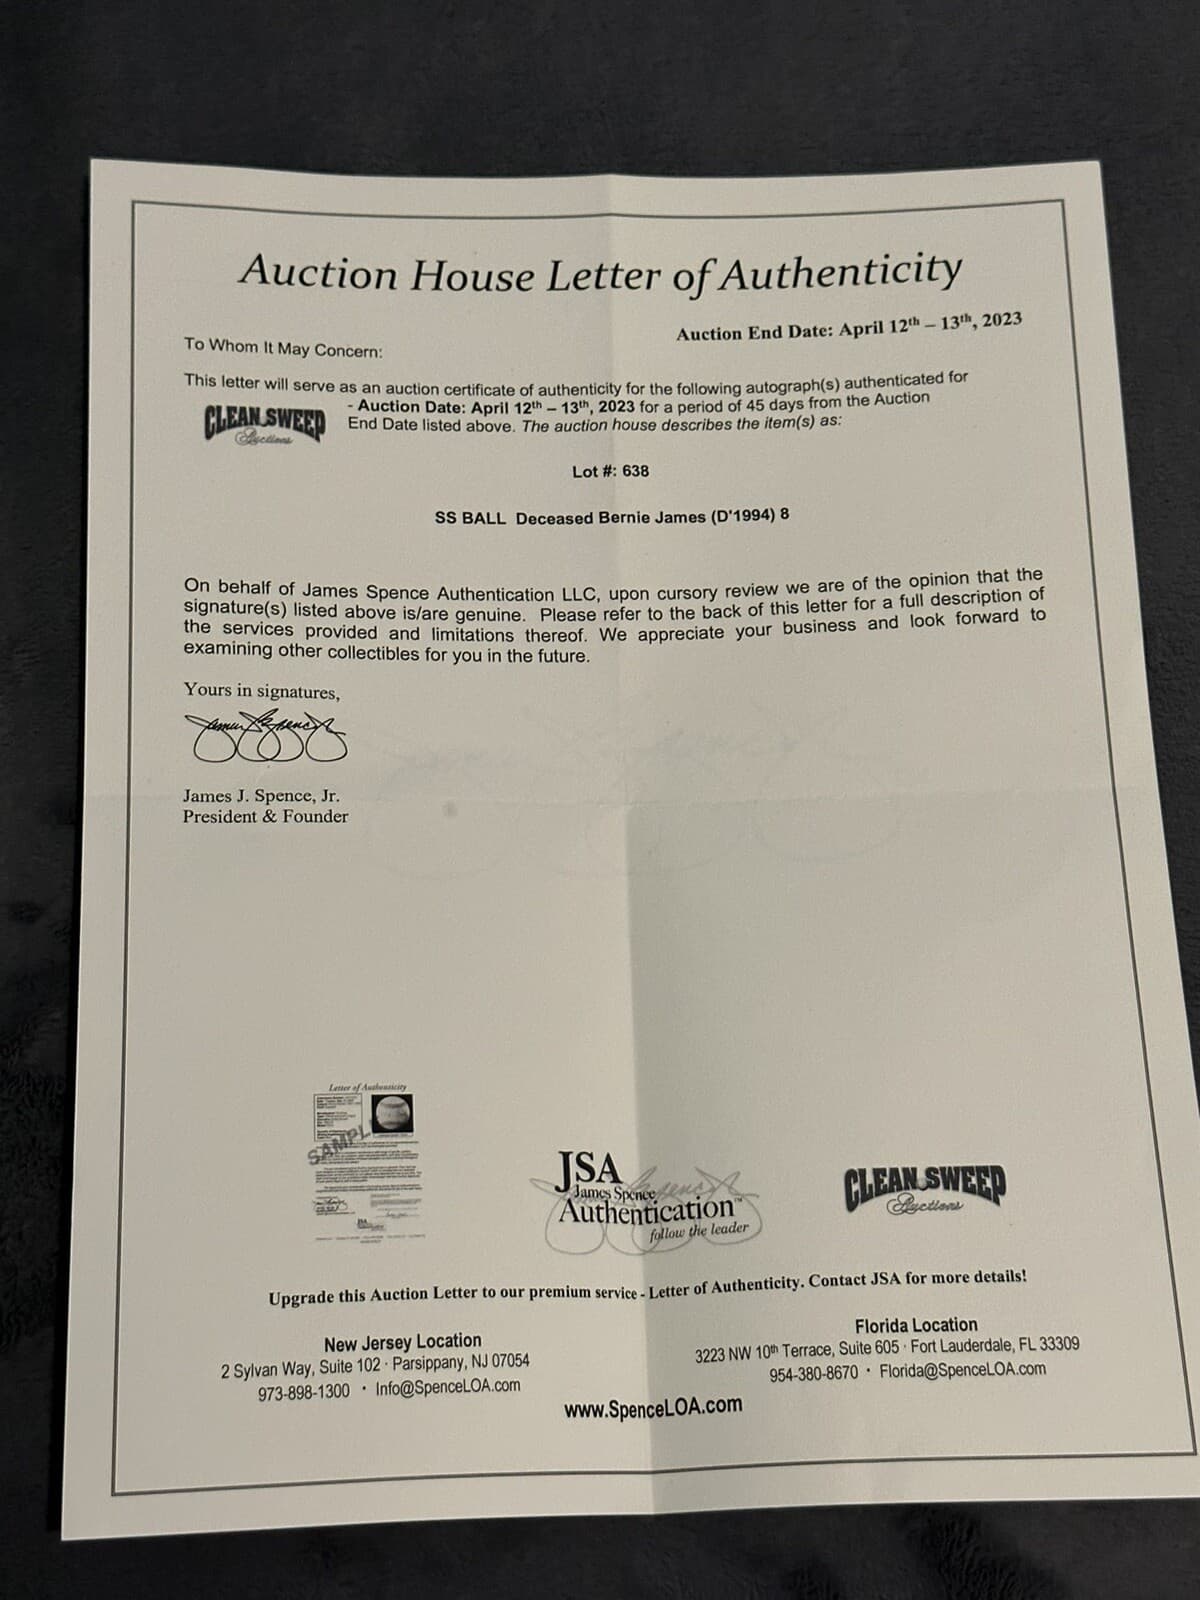 Auction House Letter of Authenticity
Auction End Date: April 12th – 13th, 2023
To Whom It May Concern:
This letter will serve as an auction certificate of authenticity for the following autograph(s) authenticated for
CLEAN SWEEP
Auctions
- Auction Date: April 12th – 13th, 2023 for a period of 45 days from the Auction
End Date listed above. The auction house describes the item(s) as:
Lot #: 638
SS BALL Deceased Bernie James (D'1994) 8
On behalf of James Spence Authentication LLC, upon cursory review we are of the opinion that the
signature(s) listed above is/are genuine. Please refer to the back of this letter for a full description of
the services provided and limitations thereof. We appreciate your business and look forward to
examining other collectibles for you in the future.
Yours in signatures,
James J. Spence, Jr.
President & Founder
Letter of Authenticity
SAMPLE
JSA
James Spence
Authentication™
follow the leader
CLEAN SWEEP
Auctions
Upgrade this Auction Letter to our premium service - Letter of Authenticity. Contact JSA for more details!
New Jersey Location
2 Sylvan Way, Suite 102 · Parsippany, NJ 07054
973-898-1300 · Info@SpenceLOA.com
Florida Location
3223 NW 10th Terrace, Suite 605 · Fort Lauderdale, FL 33309
954-380-8670 · Florida@SpenceLOA.com
www.SpenceLOA.com